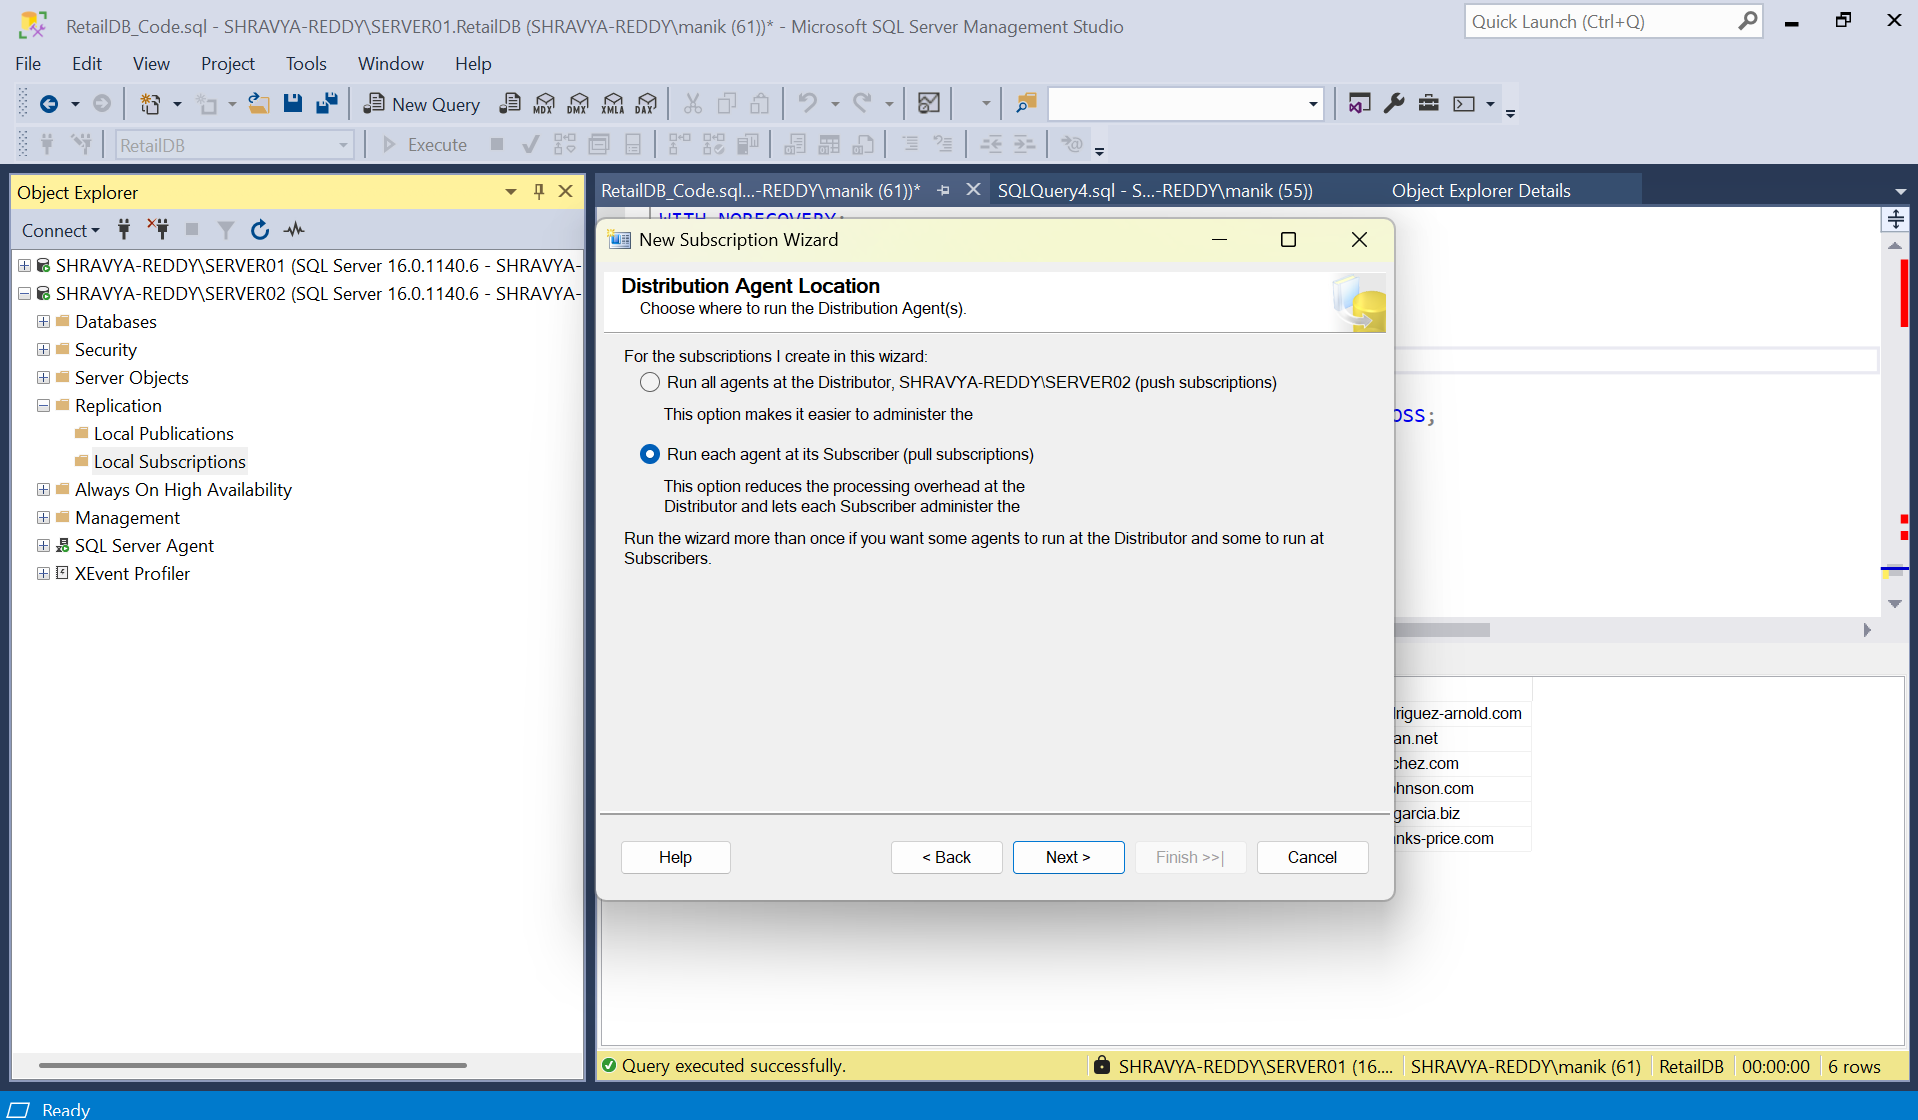 RetailDB_Code.sql - SHRAVYA-REDDY\SERVER01.RetailDB (SHRAVYA-REDDY\manik (61))* - Microsoft SQL Server Management Studio
Quick Launch (Ctrl+Q)
File Edit View Project Tools Window Help
New Query MDX DMX XMLA DAX
RetailDB Execute
Object Explorer
RetailDB_Code.sql...-REDDY\manik (61))* SQLQuery4.sql - S...-REDDY\manik (55)) Object Explorer Details
Connect
WITH NORECOVERY;
SHRAVYA-REDDY\SERVER01 (SQL Server 16.0.1140.6 - SHRAVYA-
SHRAVYA-REDDY\SERVER02 (SQL Server 16.0.1140.6 - SHRAVYA-
Databases
Security
Server Objects
Replication
Local Publications
Local Subscriptions
Always On High Availability
Management
SQL Server Agent
XEvent Profiler
New Subscription Wizard
Distribution Agent Location
Choose where to run the Distribution Agent(s).
For the subscriptions I create in this wizard:
Run all agents at the Distributor, SHRAVYA-REDDY\SERVER02 (push subscriptions)
This option makes it easier to administer the
Run each agent at its Subscriber (pull subscriptions)
This option reduces the processing overhead at the
Distributor and lets each Subscriber administer the
Run the wizard more than once if you want some agents to run at the Distributor and some to run at
Subscribers.
Help < Back Next > Finish >>| Cancel
oss;
riguez-arnold.com
an.net
chez.com
ohnson.com
garcia.biz
nks-price.com
Query executed successfully.
SHRAVYA-REDDY\SERVER01 (16.... SHRAVYA-REDDY\manik (61) RetailDB 00:00:00 6 rows
Ready